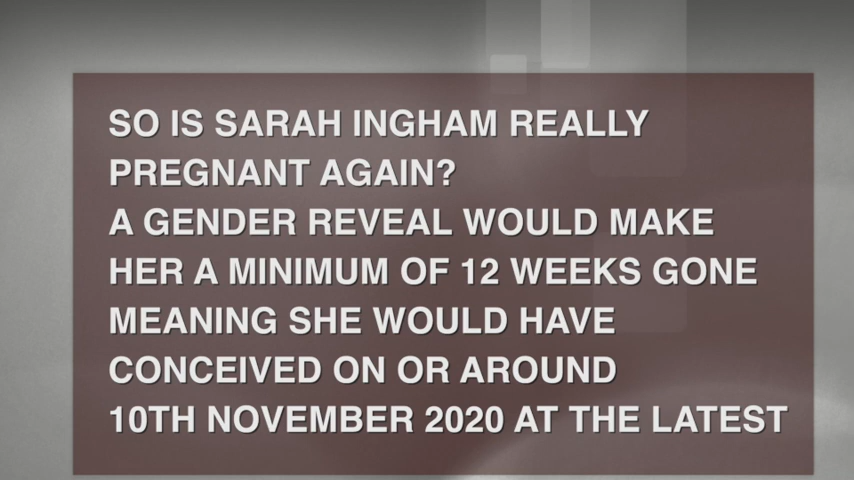 SO IS SARAH INGHAM REALLY
PREGNANT AGAIN?
A GENDER REVEAL WOULD MAKE
HER A MINIMUM OF 12 WEEKS GONE
MEANING SHE WOULD HAVE
CONCEIVED ON OR AROUND
10TH NOVEMBER 2020 AT THE LATEST